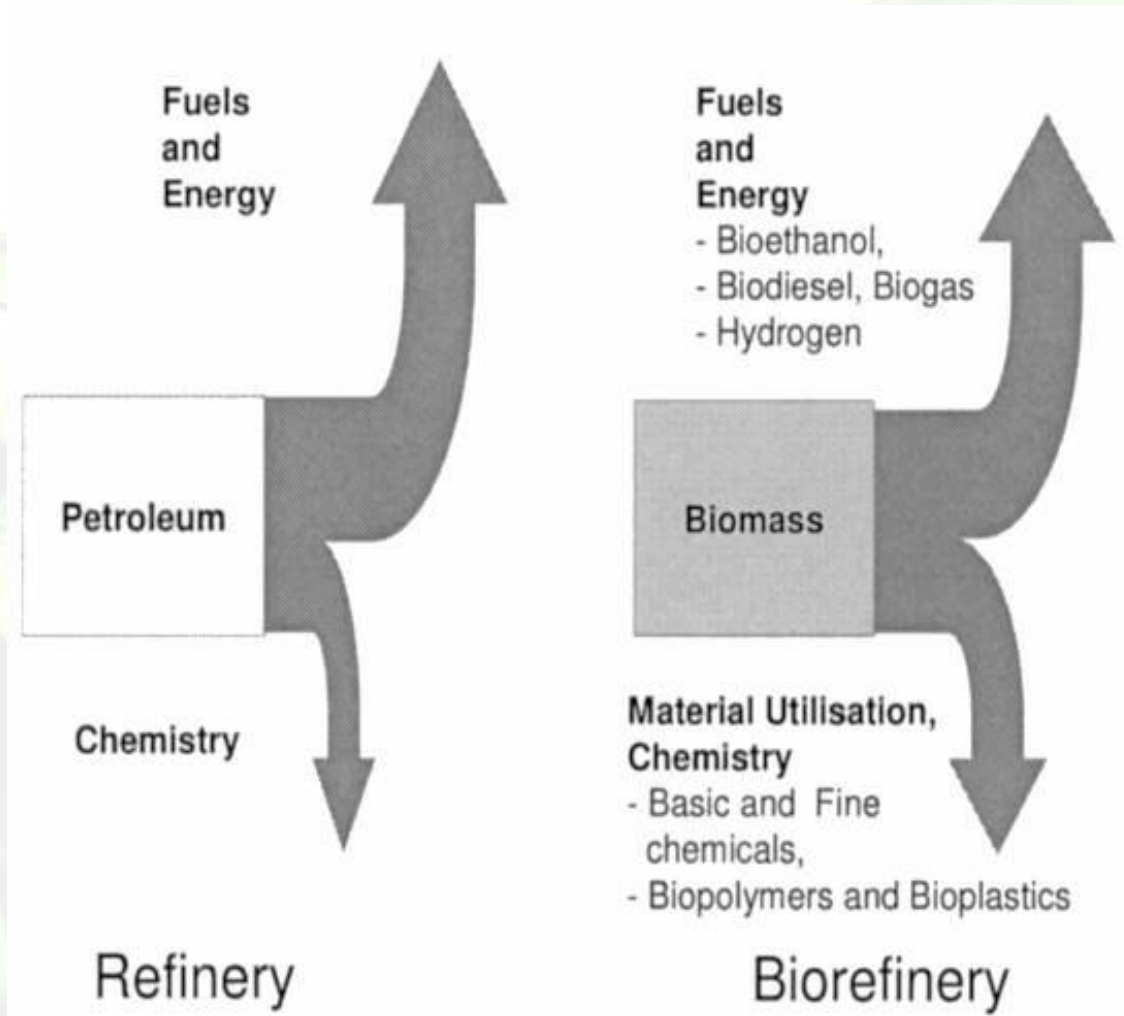 Fuels
and
Energy
Petroleum
Chemistry
Refinery
Fuels
and
Energy
- Bioethanol,
- Biodiesel, Biogas
- Hydrogen
Biomass
Material Utilisation,
Chemistry
- Basic and Fine
chemicals,
- Biopolymers and Bioplastics
Biorefinery